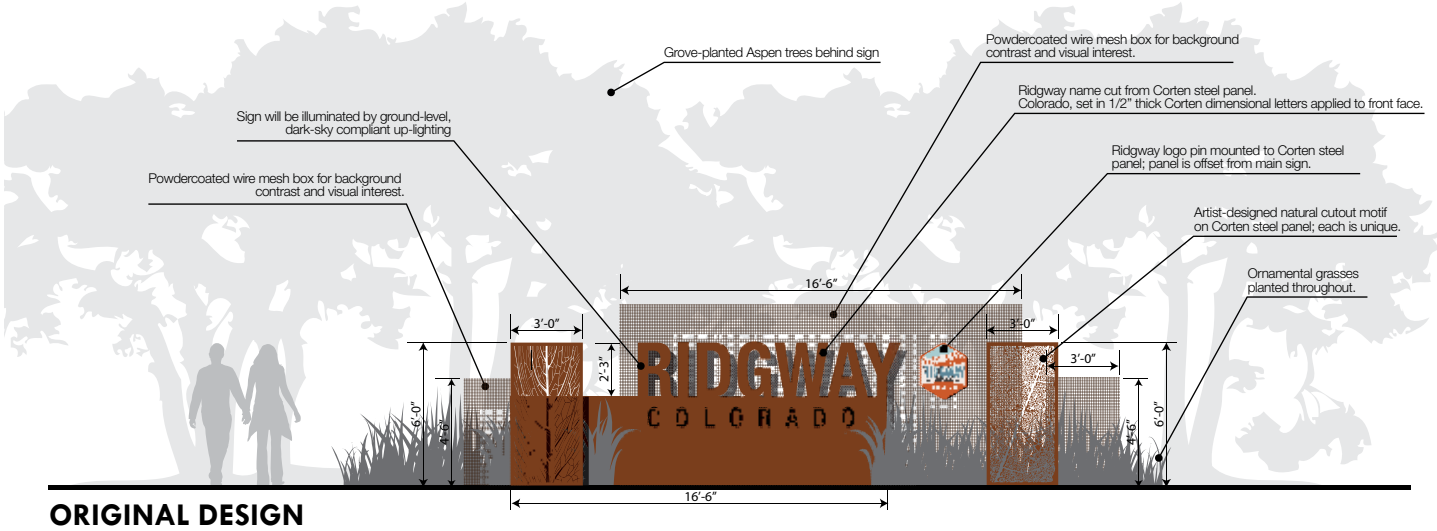 Grove-planted Aspen trees behind sign
Powdercoated wire mesh box for background
contrast and visual interest.
Ridgway name cut from Corten steel panel.
Colorado, set in 1/2” thick Corten dimensional letters applied to front face.
Sign will be illuminated by ground-level,
dark-sky compliant up-lighting
Ridgway logo pin mounted to Corten steel
panel; panel is offset from main sign.
Powdercoated wire mesh box for background
contrast and visual interest.
Artist-designed natural cutout motif
on Corten steel panel; each is unique.
Ornamental grasses
planted throughout.
16’-6”
3’-0”
3’-0”
2’-3”
3’-0”
RIDGWAY
COLORADO
6’-0”
4’-6”
4’-6”
6’-0”
16’-6”
ORIGINAL DESIGN